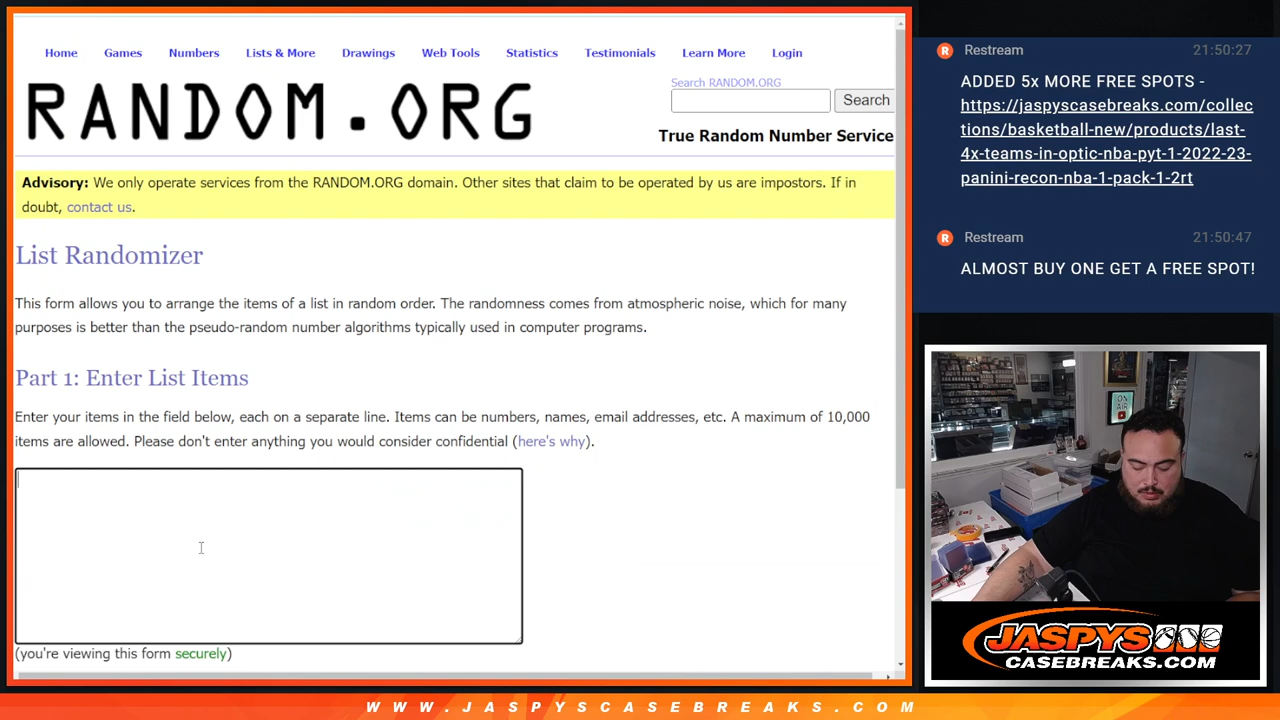 Home Games Numbers Lists & More Drawings Web Tools Statistics Testimonials Learn More Login
RANDOM.ORG
Search RANDOM.ORG
Search
True Random Number Service
Advisory: We only operate services from the RANDOM.ORG domain. Other sites that claim to be operated by us are impostors. If in
doubt, contact us.
List Randomizer
This form allows you to arrange the items of a list in random order. The randomness comes from atmospheric noise, which for many
purposes is better than the pseudo-random number algorithms typically used in computer programs.
Part 1: Enter List Items
Enter your items in the field below, each on a separate line. Items can be numbers, names, email addresses, etc. A maximum of 10,000
items are allowed. Please don't enter anything you would consider confidential (here's why).
(you're viewing this form securely)
R Restream 21:50:27
ADDED 5x MORE FREE SPOTS -
https://jaspyscasebreaks.com/collec
tions/basketball-new/products/last-
4x-teams-in-optic-nba-pyt-1-2022-23-
panini-recon-nba-1-pack-1-2rt
R Restream 21:50:47
ALMOST BUY ONE GET A FREE SPOT!
ON
AIR
JASPYS
CASEBREAKS.COM
WWW.JASPYSCASEBREAKS.COM